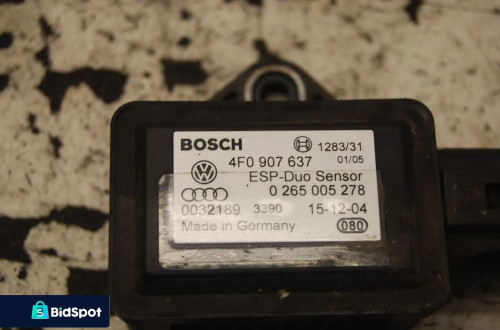 BOSCH
1283/31
4F0 907 637
01/05
ESP-Duo Sensor
0 265 005 278
0032189 3390 15-12-04
Made in Germany
080
BidSpot